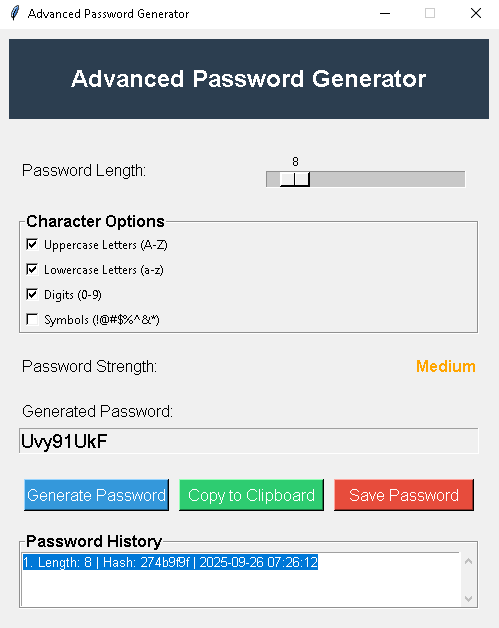 Advanced Password Generator
Advanced Password Generator
Password Length:
8
Character Options
Uppercase Letters (A-Z)
Lowercase Letters (a-z)
Digits (0-9)
Symbols (!@#$%^&*)
Password Strength: Medium
Generated Password:
Uvy91UkF
Generate Password Copy to Clipboard Save Password
Password History
1. Length: 8 | Hash: 274b9f9f | 2025-09-26 07:26:12